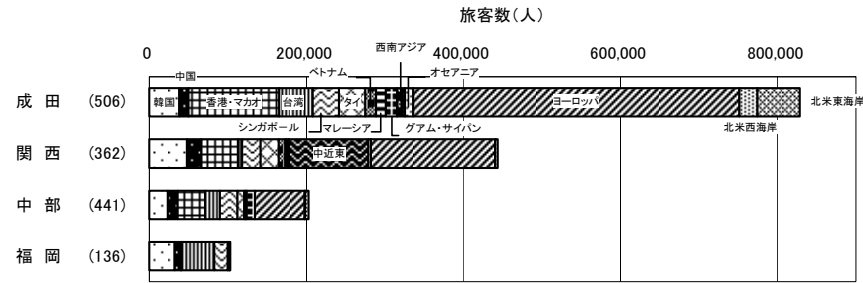 旅客数(人)
0 200,000 400,000 600,000 800,000
西南アジア
中国 ベトナム オセアニア
成田 (506) 韓国 香港・マカオ 台湾 タイ ヨーロッパ 北米東海岸
シンガポール マレーシア グアム・サイパン 北米西海岸
関西 (362) 中近東
中部 (441)
福岡 (136)